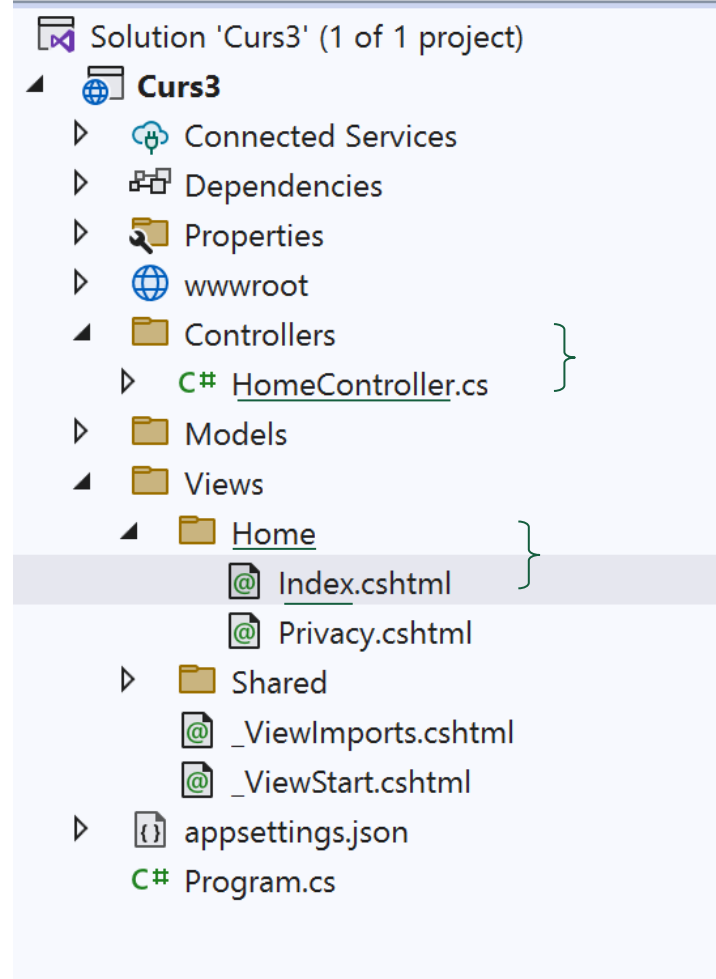 Solution 'Curs3' (1 of 1 project)
Curs3
Connected Services
Dependencies
Properties
wwwroot
Controllers
C# HomeController.cs
Models
Views
Home
@ Index.cshtml
@ Privacy.cshtml
Shared
@ _ViewImports.cshtml
@ _ViewStart.cshtml
{} appsettings.json
C# Program.cs